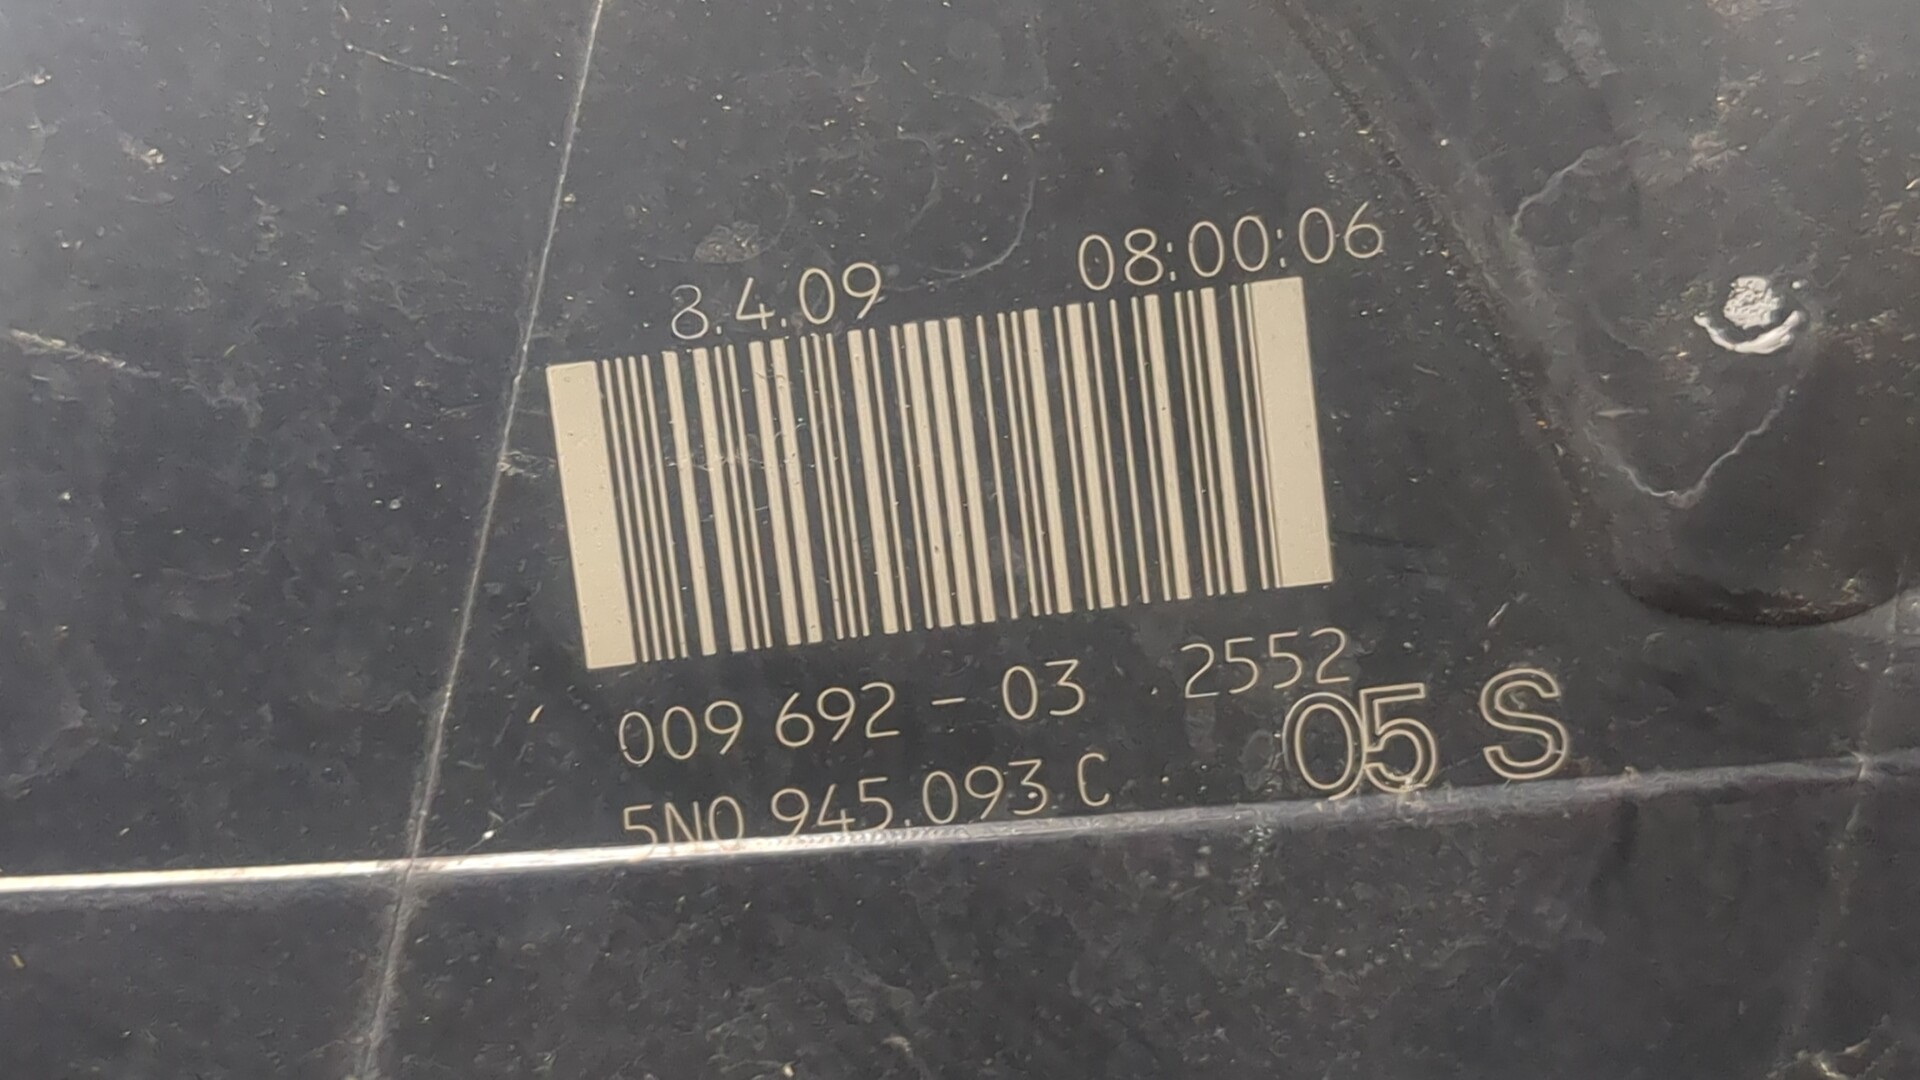 8.4.09 08:00:06
009 692 - 03 2552
05 S
5N0 945.093 C